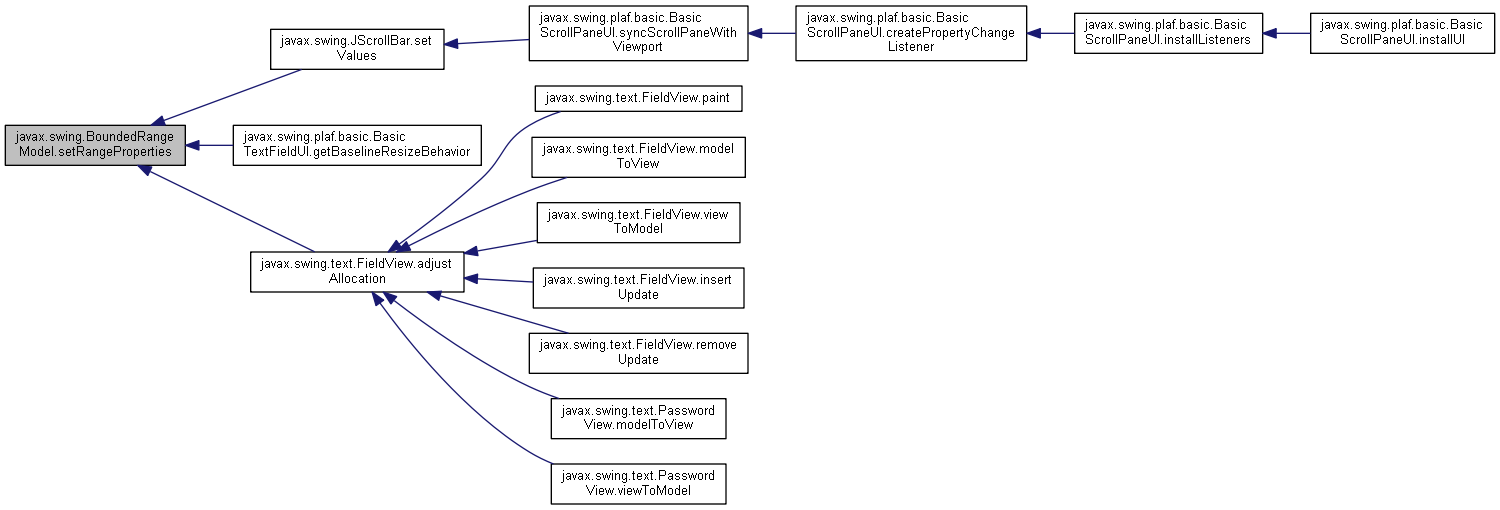 javax.swing.BoundedRange
Model.setRangeProperties
javax.swing.JScrollBar.set
Values
javax.swing.plaf.basic.Basic
ScrollPaneUI.syncScrollPaneWith
Viewport
javax.swing.plaf.basic.Basic
ScrollPaneUI.createPropertyChange
Listener
javax.swing.plaf.basic.Basic
ScrollPaneUI.installListeners
javax.swing.plaf.basic.Basic
ScrollPaneUI.installUI
javax.swing.plaf.basic.Basic
TextFieldUI.getBaselineResizeBehavior
javax.swing.text.FieldView.adjust
Allocation
javax.swing.text.FieldView.paint
javax.swing.text.FieldView.model
ToView
javax.swing.text.FieldView.view
ToModel
javax.swing.text.FieldView.insert
Update
javax.swing.text.FieldView.remove
Update
javax.swing.text.Password
View.modelToView
javax.swing.text.Password
View.viewToModel